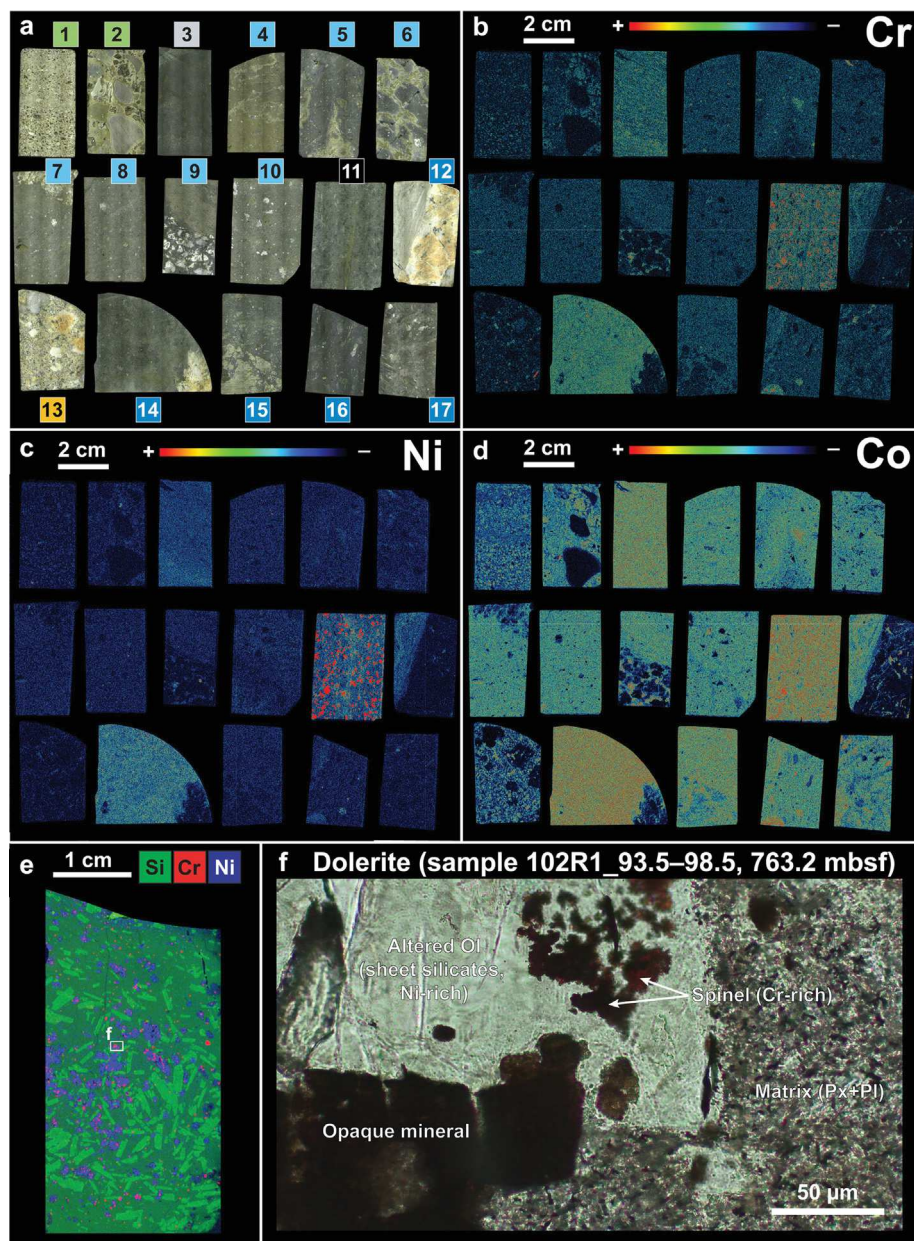 a 1 2 3 4 5 6
7 8 9 10 11 12
13 14 15 16 17
b 2 cm + – Cr
c 2 cm + – Ni
d 2 cm + – Co
e 1 cm Si Cr Ni
f
f Dolerite (sample 102R1_93.5–98.5, 763.2 mbsf)
Altered Ol
(sheet silicates,
Ni-rich)
Spinel (Cr-rich)
Matrix (Px+Pl)
Opaque mineral
50 µm